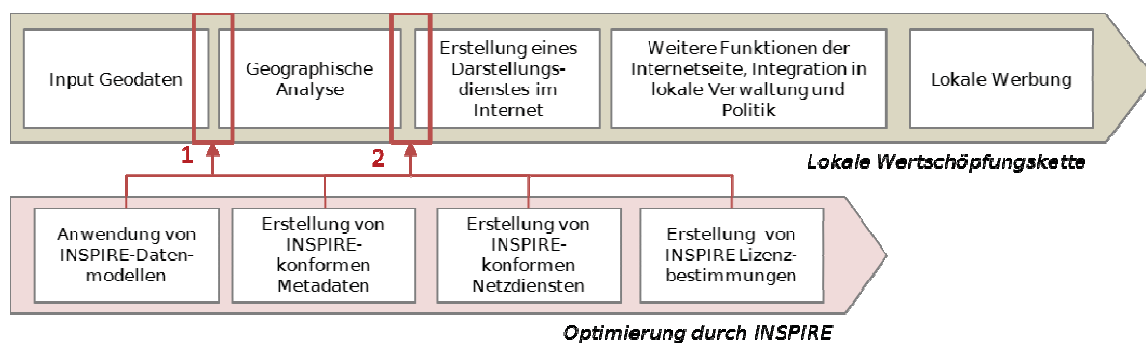 Input Geodaten
Geographische
Analyse
Erstellung eines
Darstellungs-
dienstes im
Internet
Weitere Funktionen der
Internetseite, Integration in
lokale Verwaltung und
Politik
Lokale Werbung
1
2
Lokale Wertschöpfungskette
Anwendung von
INSPIRE-Daten-
modellen
Erstellung von
INSPIRE-
konformen
Metadaten
Erstellung von
INSPIRE-
konformen
Netzdiensten
Erstellung von
INSPIRE Lizenz-
bestimmungen
Optimierung durch INSPIRE